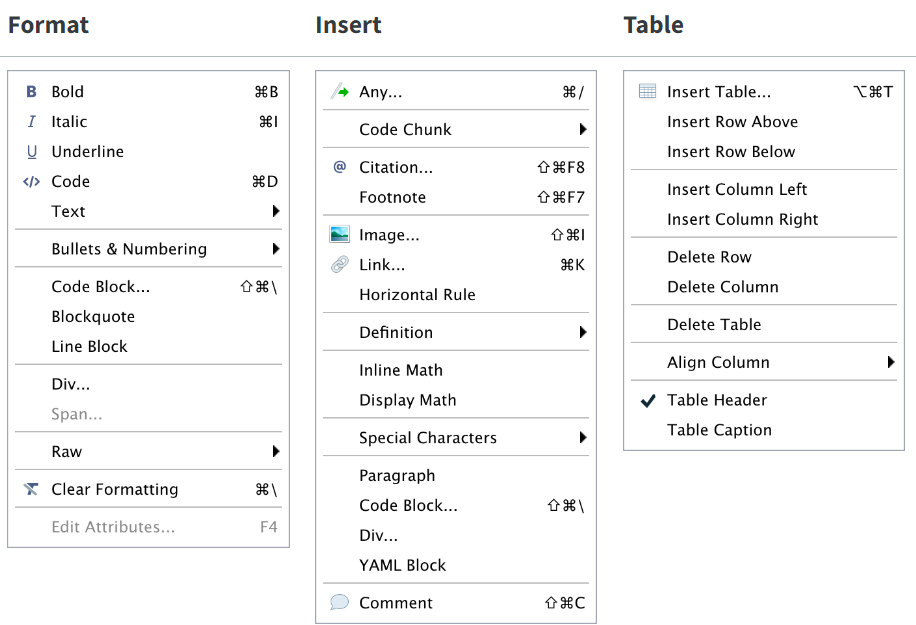 Format
Bold ⌘B
Italic ⌘I
Underline
Code ⌘D
Text
Bullets & Numbering
Code Block... ⇧⌘\
Blockquote
Line Block
Div...
Span...
Raw
Clear Formatting ⌘\
Edit Attributes... F4
Insert
Any... ⌘/
Code Chunk
Citation... ⇧⌘F8
Footnote ⇧⌘F7
Image... ⇧⌘I
Link... ⌘K
Horizontal Rule
Definition
Inline Math
Display Math
Special Characters
Paragraph
Code Block... ⇧⌘\
Div...
YAML Block
Comment ⇧⌘C
Table
Insert Table... ⌥⌘T
Insert Row Above
Insert Row Below
Insert Column Left
Insert Column Right
Delete Row
Delete Column
Delete Table
Align Column
Table Header
Table Caption